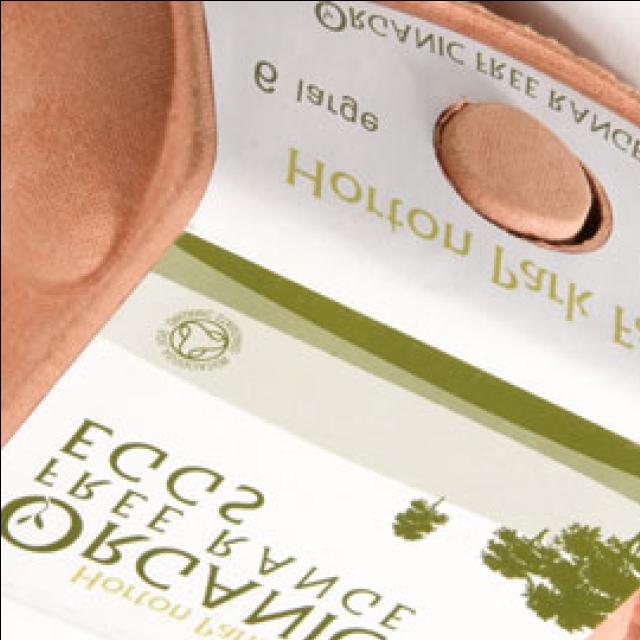 Horton Park
ORGANIC
FREE RANGE
EGGS
Horton Park
6 large
ORGANIC FREE RANGE